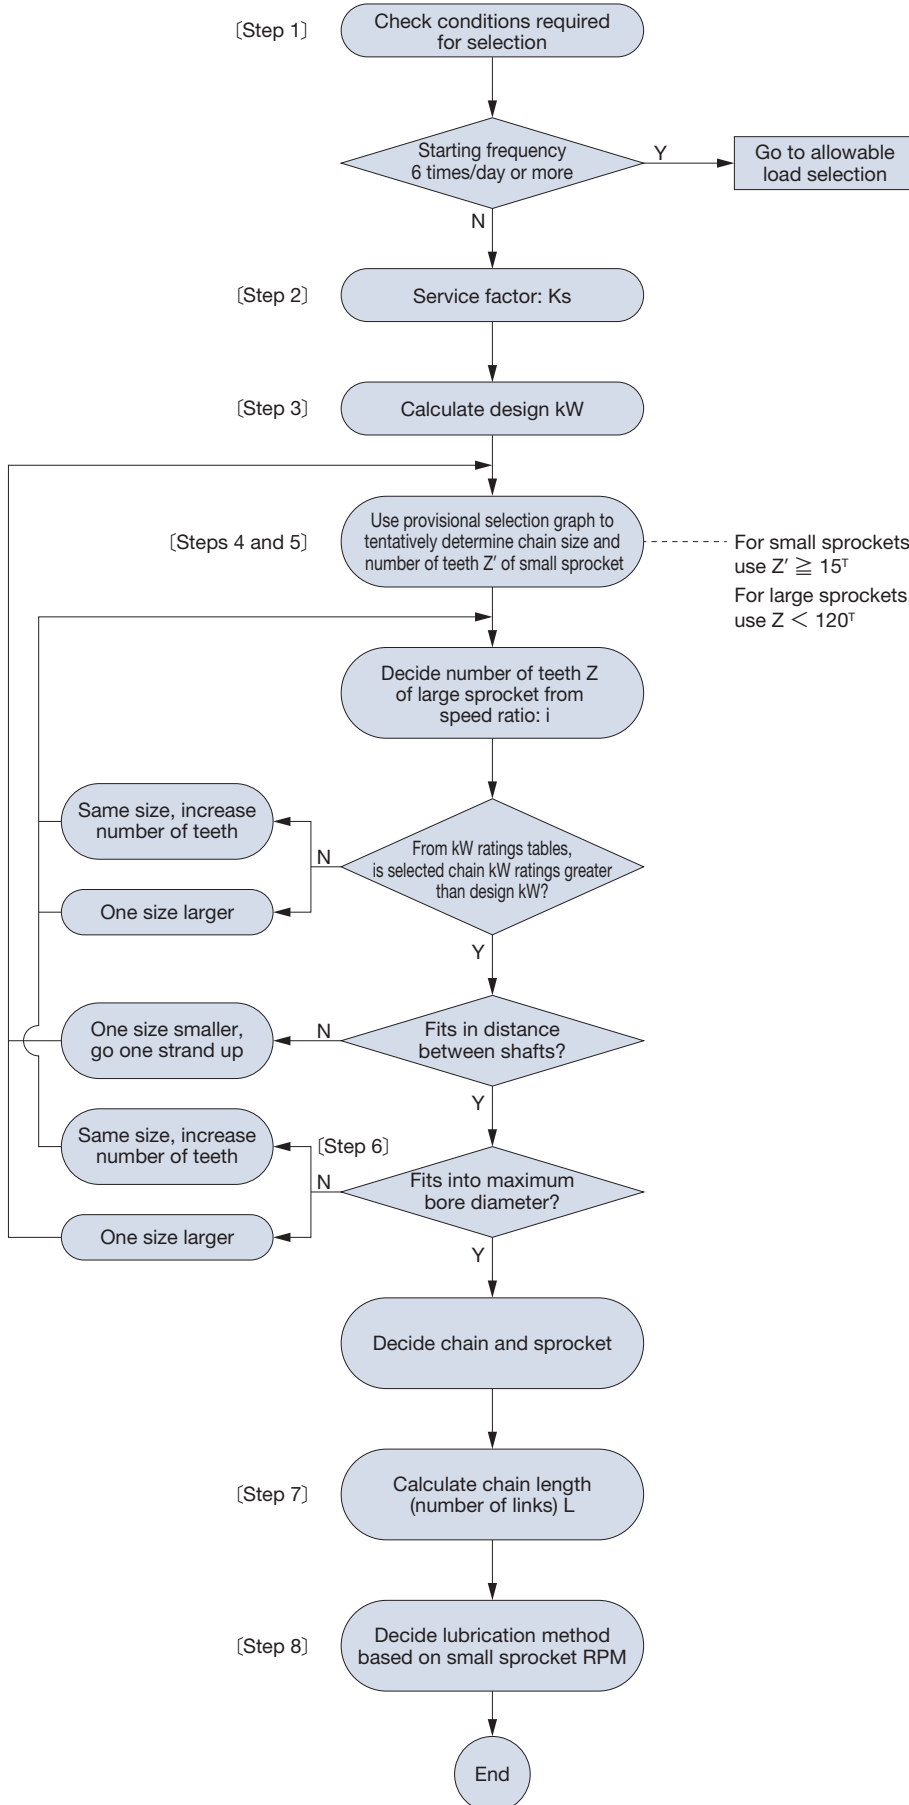 〔Step 1〕
Check conditions required
for selection
Starting frequency
6 times/day or more
Y
Go to allowable
load selection
N
〔Step 2〕
Service factor: Ks
〔Step 3〕
Calculate design kW
〔Steps 4 and 5〕
Use provisional selection graph to
tentatively determine chain size and
number of teeth Z′ of small sprocket
For small sprockets
use Z′ ≧ 15ᵀ
For large sprockets
use Z < 120ᵀ
Decide number of teeth Z
of large sprocket from
speed ratio: i
Same size, increase
number of teeth
One size larger
N
From kW ratings tables,
is selected chain kW ratings greater
than design kW?
Y
One size smaller,
go one strand up
N
Fits in distance
between shafts?
Y
Same size, increase
number of teeth
〔Step 6〕
N
One size larger
Fits into maximum
bore diameter?
Y
Decide chain and sprocket
〔Step 7〕
Calculate chain length
(number of links) L
〔Step 8〕
Decide lubrication method
based on small sprocket RPM
End